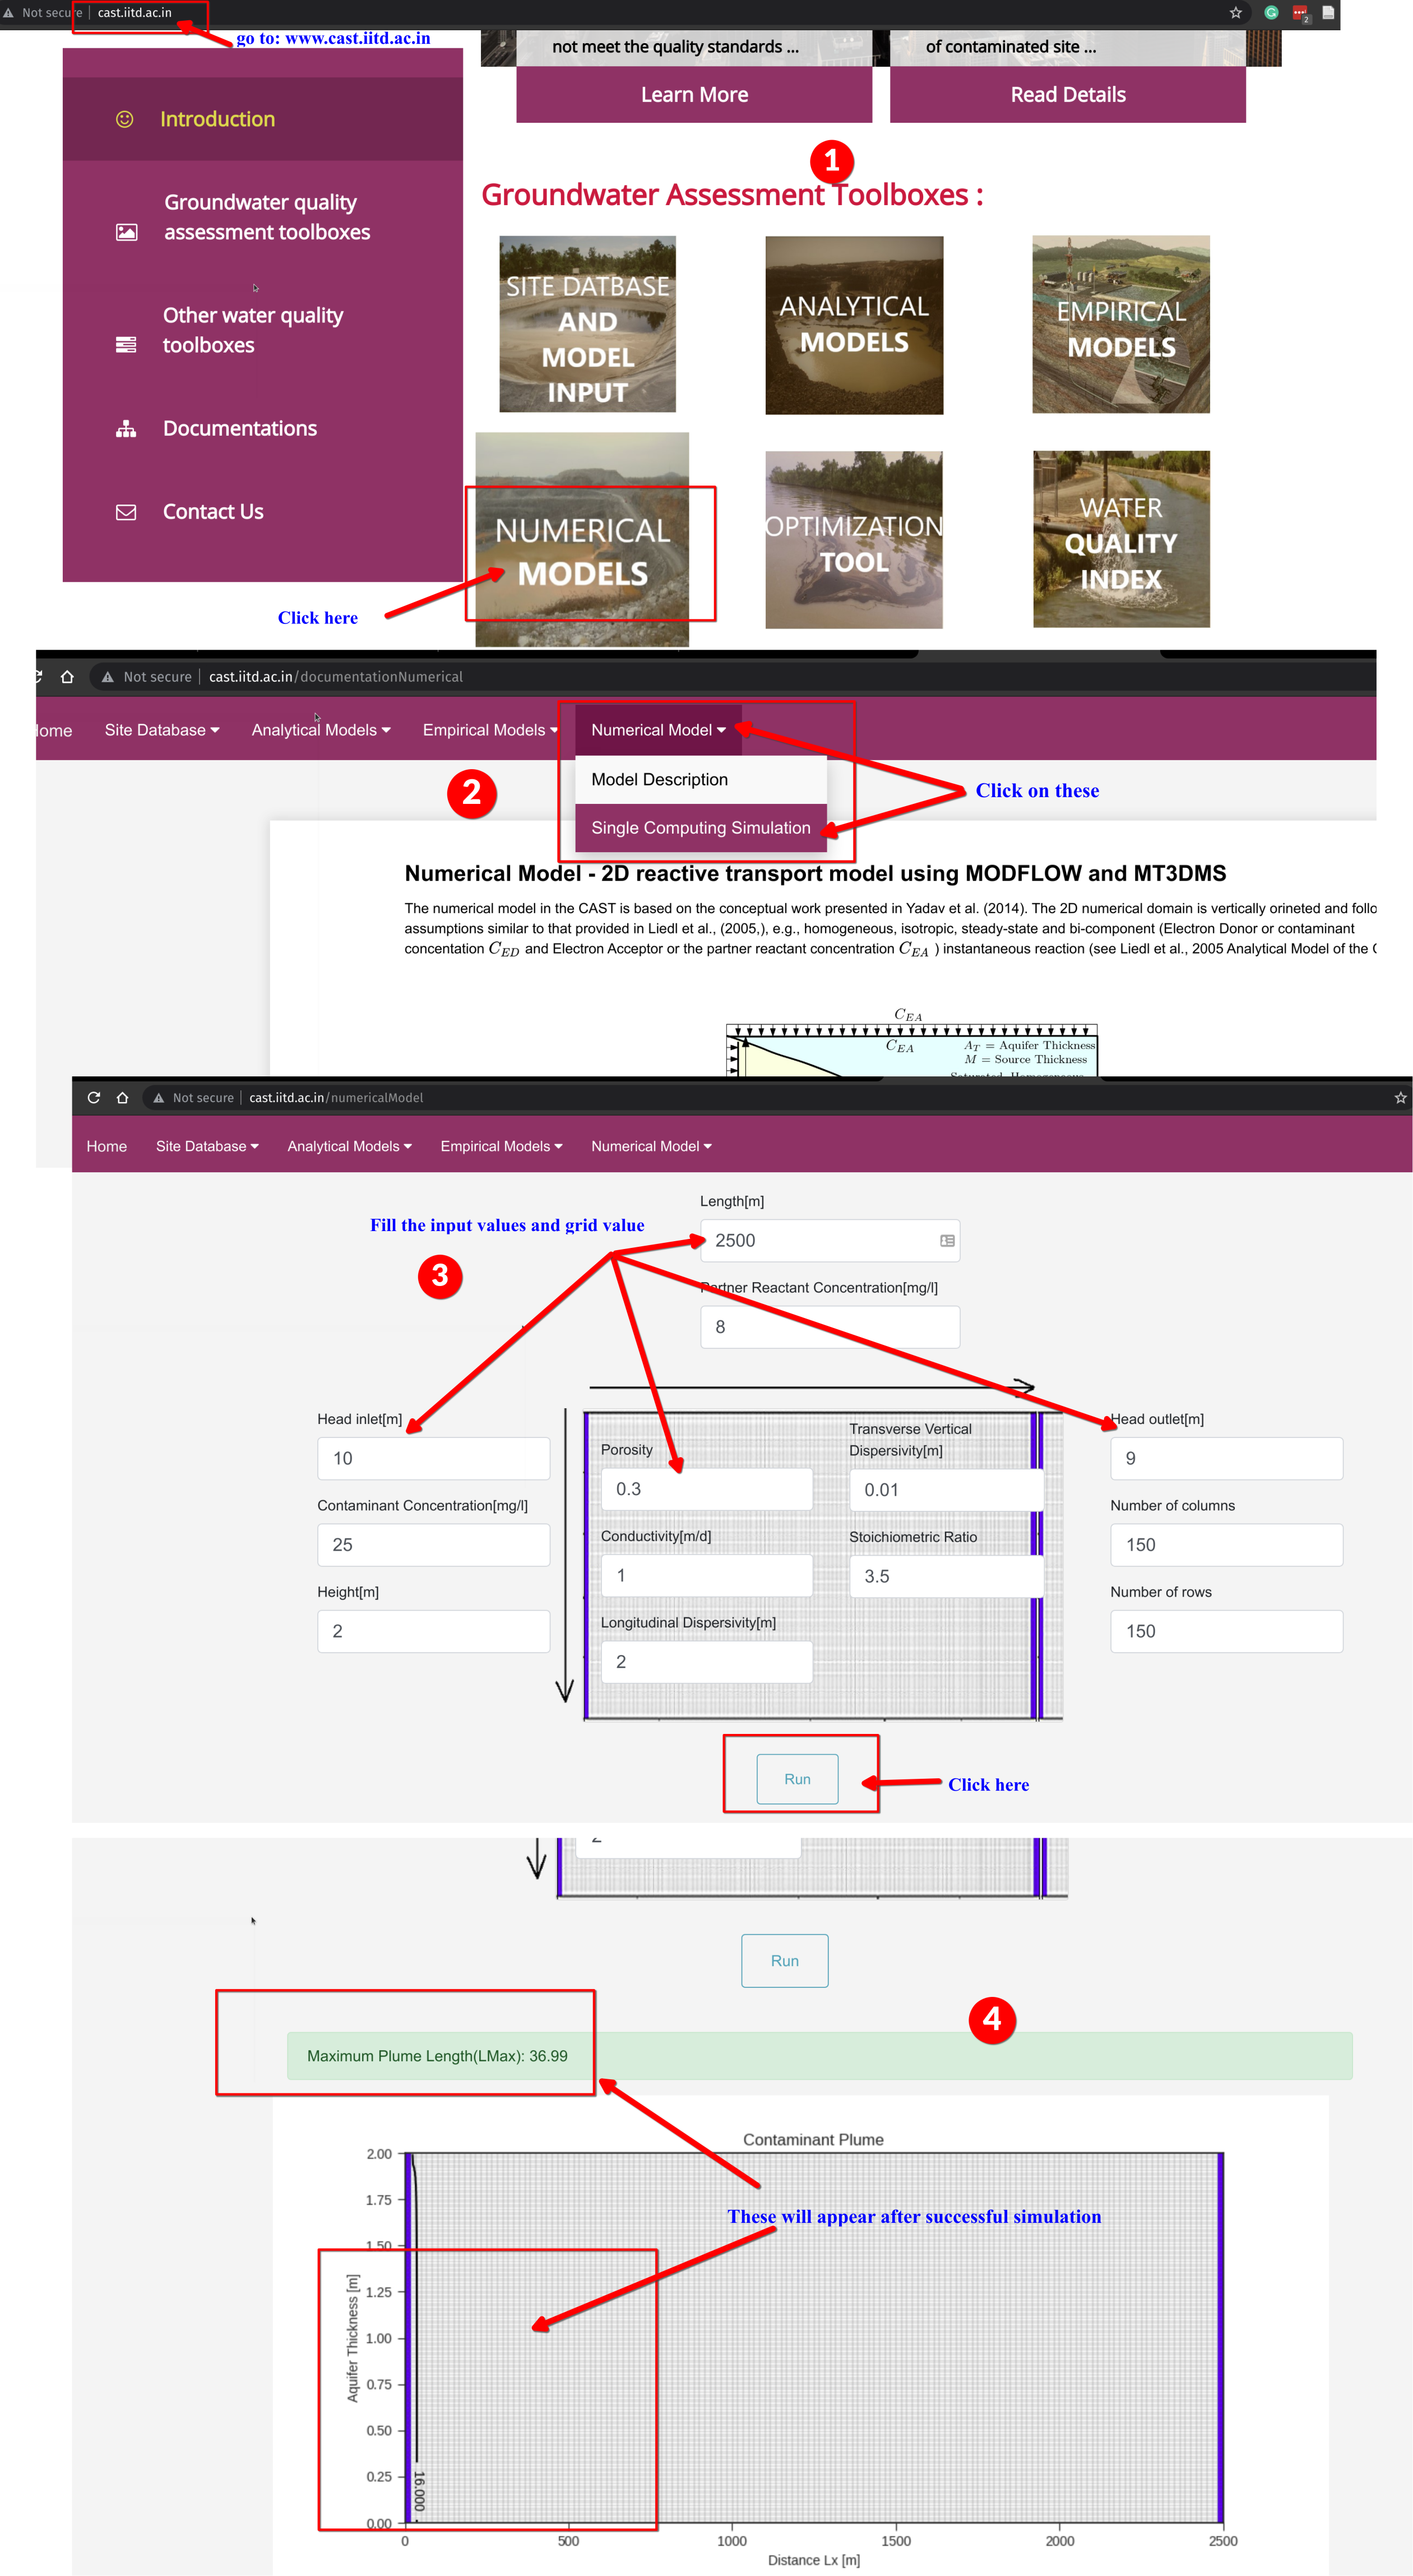 Not secure | cast.iitd.ac.in
go to: www.cast.iitd.ac.in
not meet the quality standards ...
of contaminated site ...
Learn More
Read Details
Introduction
1
Groundwater Assessment Toolboxes :
Groundwater quality
assessment toolboxes
SITE DATBASE
AND
MODEL
INPUT
ANALYTICAL
MODELS
EMPIRICAL
MODELS
Other water quality
toolboxes
Documentations
Contact Us
NUMERICAL
MODELS
OPTIMIZATION
TOOL
WATER
QUALITY
INDEX
Click here
Not secure | cast.iitd.ac.in/documentationNumerical
Site Database
Analytical Models
Empirical Models
Numerical Model
Model Description
Single Computing Simulation
2
Click on these
Numerical Model - 2D reactive transport model using MODFLOW and MT3DMS
The numerical model in the CAST is based on the conceptual work presented in Yadav et al. (2014). The 2D numerical domain is vertically orineted and follo
assumptions similar to that provided in Liedl et al., (2005,), e.g., homogeneous, isotropic, steady-state and bi-component (Electron Donor or contaminant
concentation C_ED and Electron Acceptor or the partner reactant concentration C_EA ) instantaneous reaction (see Liedl et al., 2005 Analytical Model of the
C_EA
C_EA
A_T = Aquifer Thickness
M = Source Thickness
Not secure | cast.iitd.ac.in/numericalModel
Home
Site Database
Analytical Models
Empirical Models
Numerical Model
Length[m]
Fill the input values and grid value
2500
3
Partner Reactant Concentration[mg/l]
8
Head inlet[m]
10
Contaminant Concentration[mg/l]
25
Height[m]
2
Porosity
0.3
Conductivity[m/d]
1
Longitudinal Dispersivity[m]
2
Transverse Vertical
Dispersivity[m]
0.01
Stoichiometric Ratio
3.5
Head outlet[m]
9
Number of columns
150
Number of rows
150
Run
Click here
Run
4
Maximum Plume Length(LMax): 36.99
Contaminant Plume
These will appear after successful simulation
Aquifer Thickness [m]
2.00
1.75
1.50
1.25
1.00
0.75
0.50
0.25
0.00
16.000
0
500
1000
1500
2000
2500
Distance Lx [m]